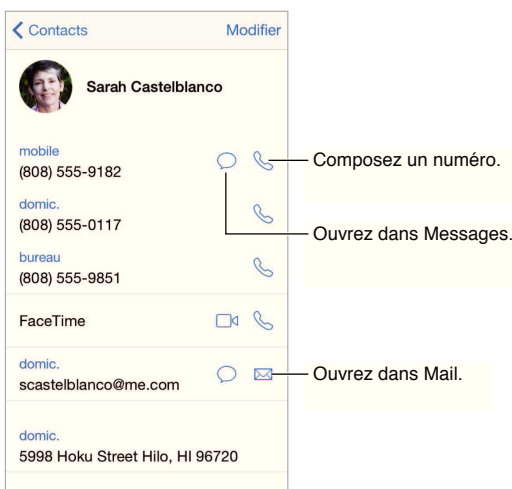 Contacts Modifier
Sarah Castelblanco
mobile
(808) 555-9182
Composez un numéro.
domic.
(808) 555-0117
Ouvrez dans Messages.
bureau
(808) 555-9851
FaceTime
domic.
scastelblanco@me.com
Ouvrez dans Mail.
domic.
5998 Hoku Street Hilo, HI 96720